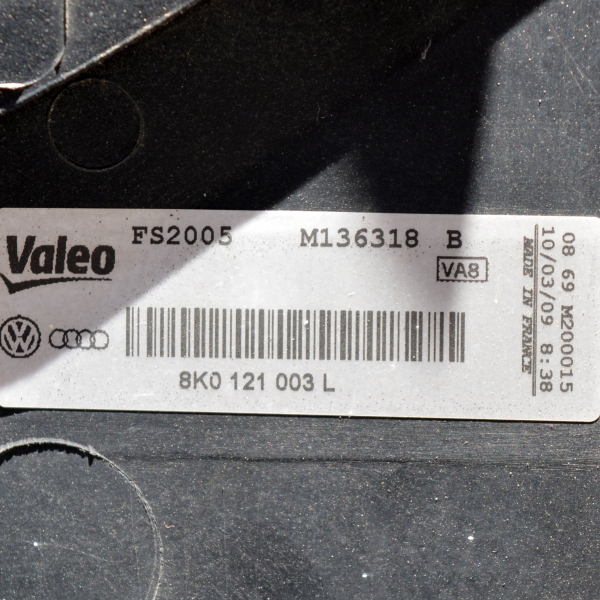 Valeo
FS2005 M136318 B
VA8
8K0 121 003 L
08 69 M200015
10/03/09 8:38
MADE IN FRANCE